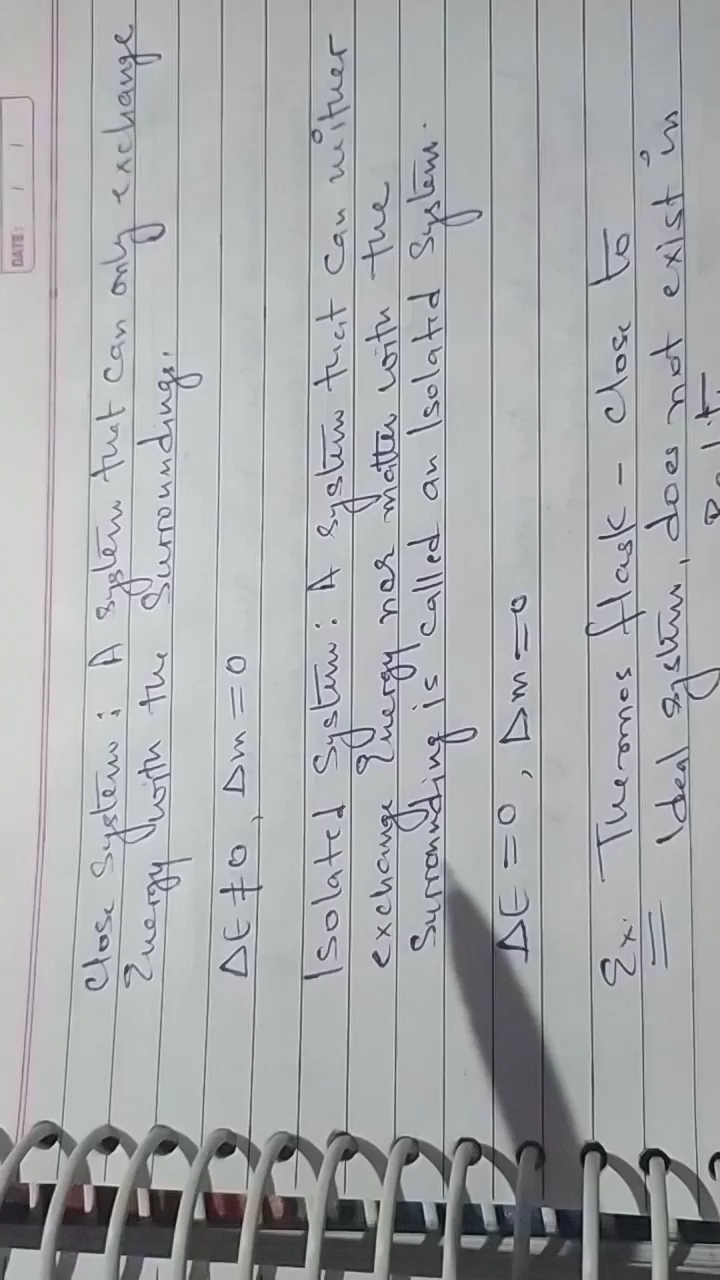 DATE: / /
Close System : A System that can only exchange
Energy with the Surroundings.
ΔE ≠ 0 , Δm = 0
Isolated System : A System that can neither
exchange Energy nor matter with the
Surrounding is called an Isolated System.
ΔE = 0 , Δm = 0
Ex. Thermos flask - close to
Ideal system, does not exist in